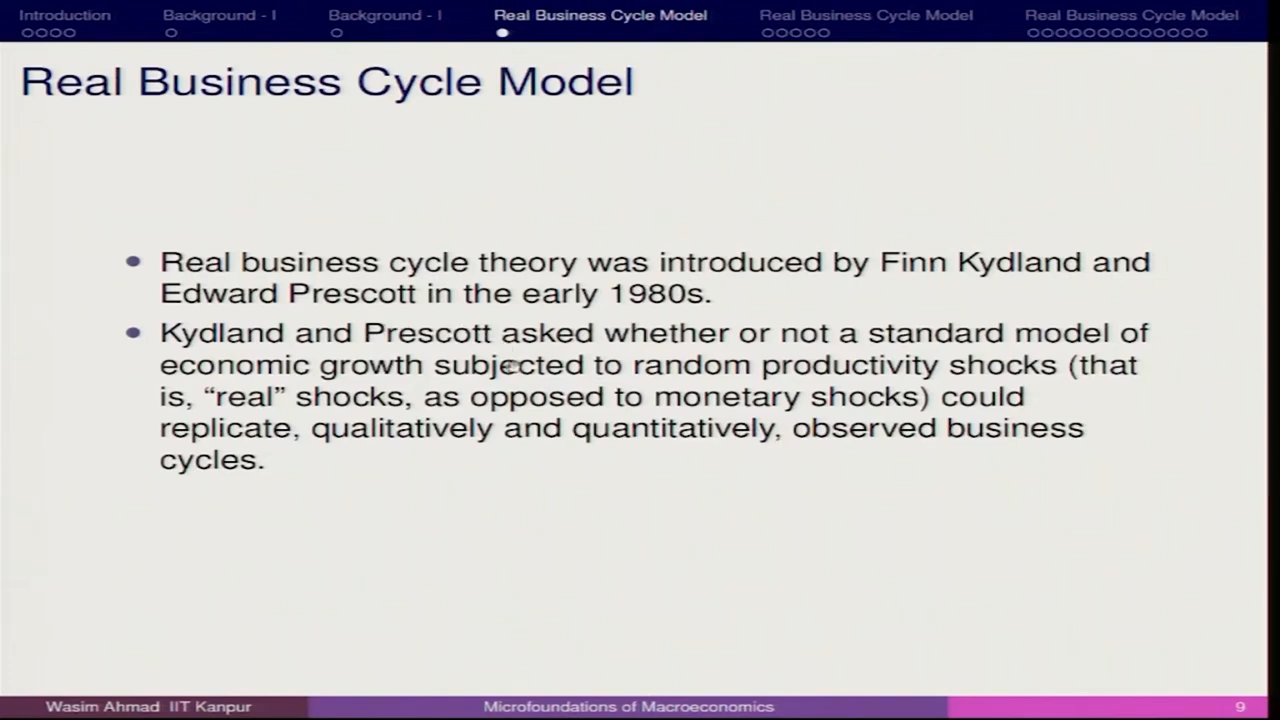 Introduction Background - I Background - I Real Business Cycle Model Real Business Cycle Model Real Business Cycle Model
Real Business Cycle Model
Real business cycle theory was introduced by Finn Kydland and
Edward Prescott in the early 1980s.
Kydland and Prescott asked whether or not a standard model of
economic growth subjected to random productivity shocks (that
is, “real” shocks, as opposed to monetary shocks) could
replicate, qualitatively and quantitatively, observed business
cycles.
Wasim Ahmad IIT Kanpur Microfoundations of Macroeconomics 9